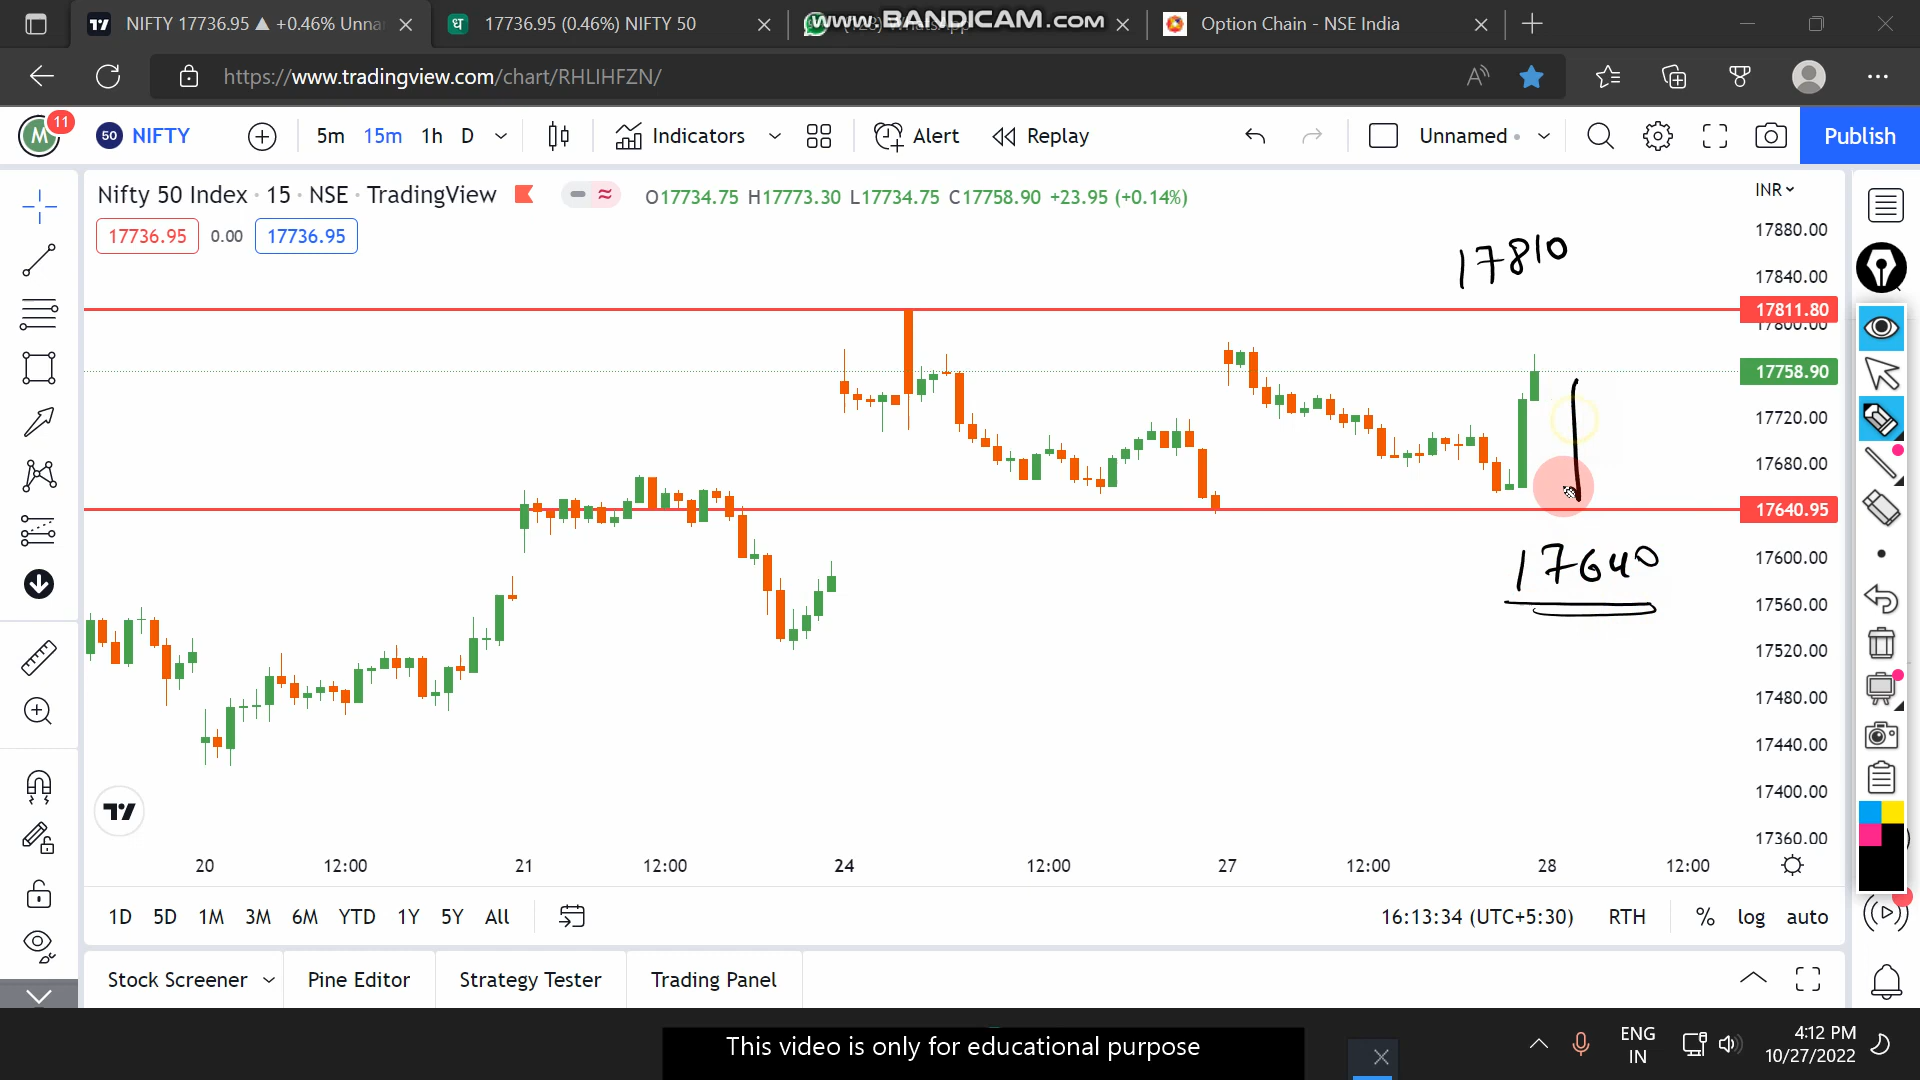 NIFTY 17736.95 ▲ +0.46% Unna
17736.95 (0.46%) NIFTY 50
www.BANDICAM.com
Option Chain - NSE India
https://www.tradingview.com/chart/RHLIHFZN/
M
11
50
NIFTY
5m
15m
1h
D
Indicators
Alert
Replay
Unnamed
Publish
Nifty 50 Index · 15 · NSE · TradingView
O17734.75 H17773.30 L17734.75 C17758.90 +23.95 (+0.14%)
INR
17736.95
0.00
17736.95
17810
17880.00
17840.00
17811.80
17800.00
17758.90
17720.00
17680.00
17640.95
17640
17600.00
17560.00
17520.00
17480.00
17440.00
17400.00
17360.00
20
12:00
21
12:00
24
12:00
27
12:00
28
12:00
1D
5D
1M
3M
6M
YTD
1Y
5Y
All
16:13:34 (UTC+5:30)
RTH
%
log
auto
Stock Screener
Pine Editor
Strategy Tester
Trading Panel
This video is only for educational purpose
ENG
IN
4:12 PM
10/27/2022